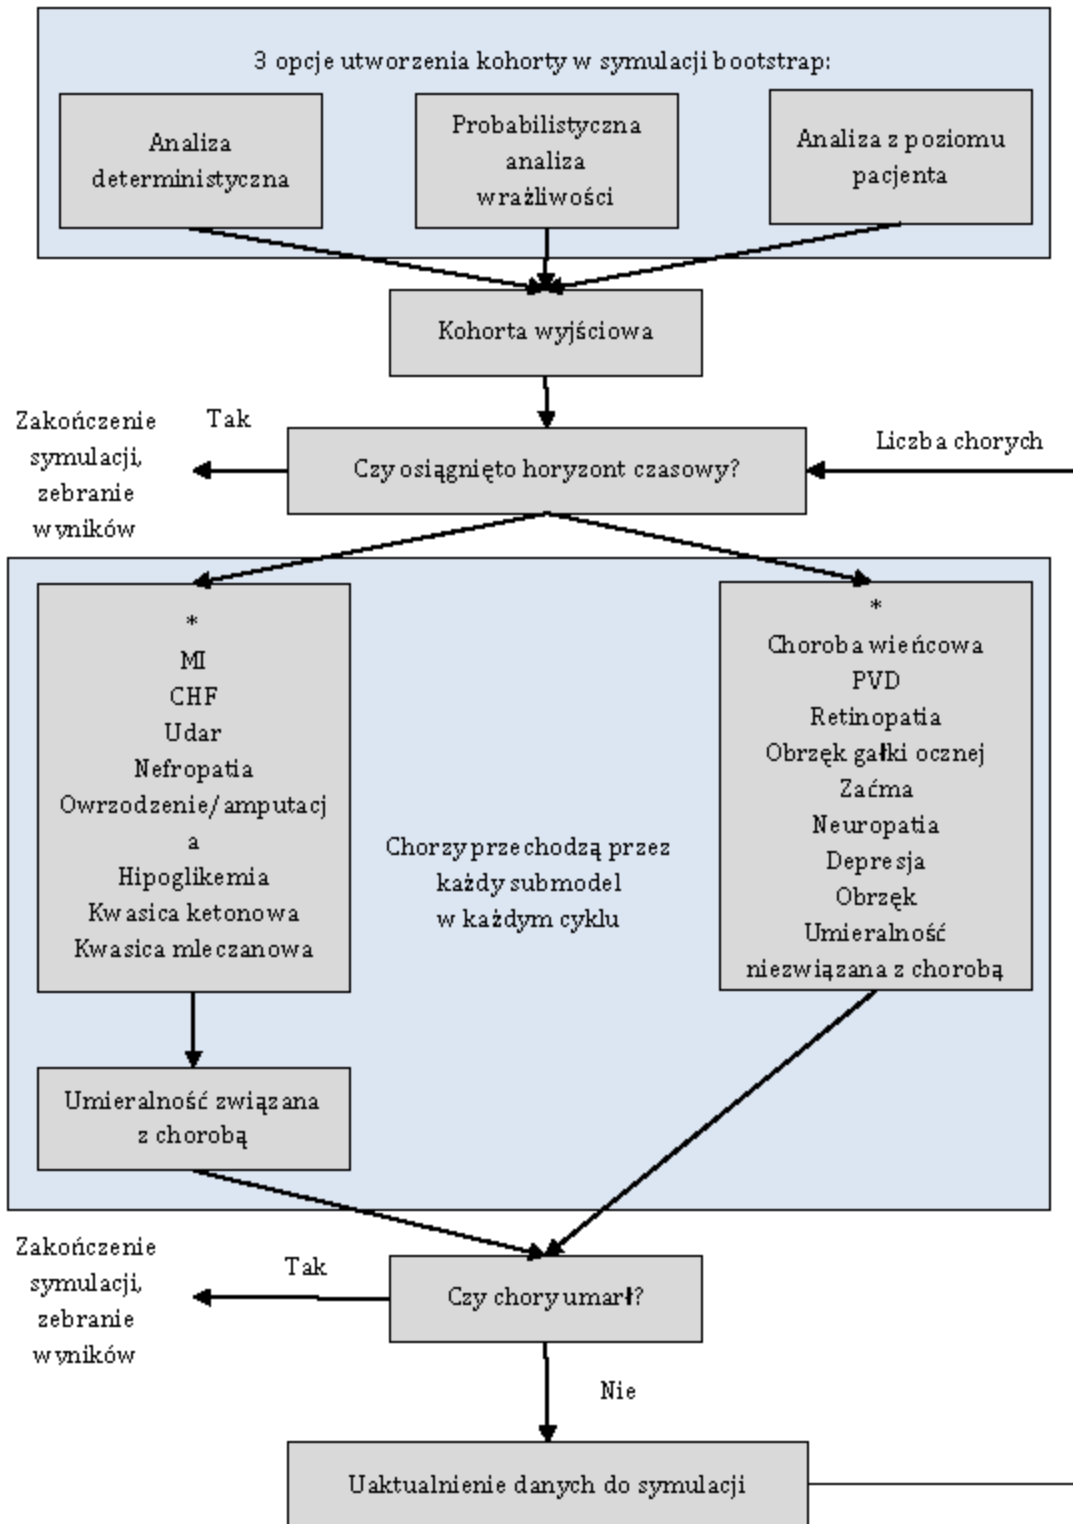 3 opcje utworzenia kohorty w symulacji bootstrap:
Analiza
deterministyczna
Probabilistyczna
analiza
wrażliwości
Analiza z poziomu
pacjenta
Kohorta wyjściowa
Zakończenie
symulacji,
zebranie
wyników
Tak
Czy osiągnięto horyzont czasowy?
Liczba chorych
*
MI
CHF
Udar
Nefropatia
Owrzodzenie/amputacj
a
Hipoglikemia
Kwasica ketonowa
Kwasica mleczanowa
Chorzy przechodzą przez
każdy submodel
w każdym cyklu
*
Choroba wieńcowa
PVD
Retinopatia
Obrzęk gałki ocznej
Zaćma
Neuropatia
Depresja
Obrzęk
Umieralność
niezwiązana z chorobą
Umieralność związana
z chorobą
Zakończenie
symulacji,
zebranie
wyników
Tak
Czy chory umarł?
Nie
Uaktualnienie danych do symulacji